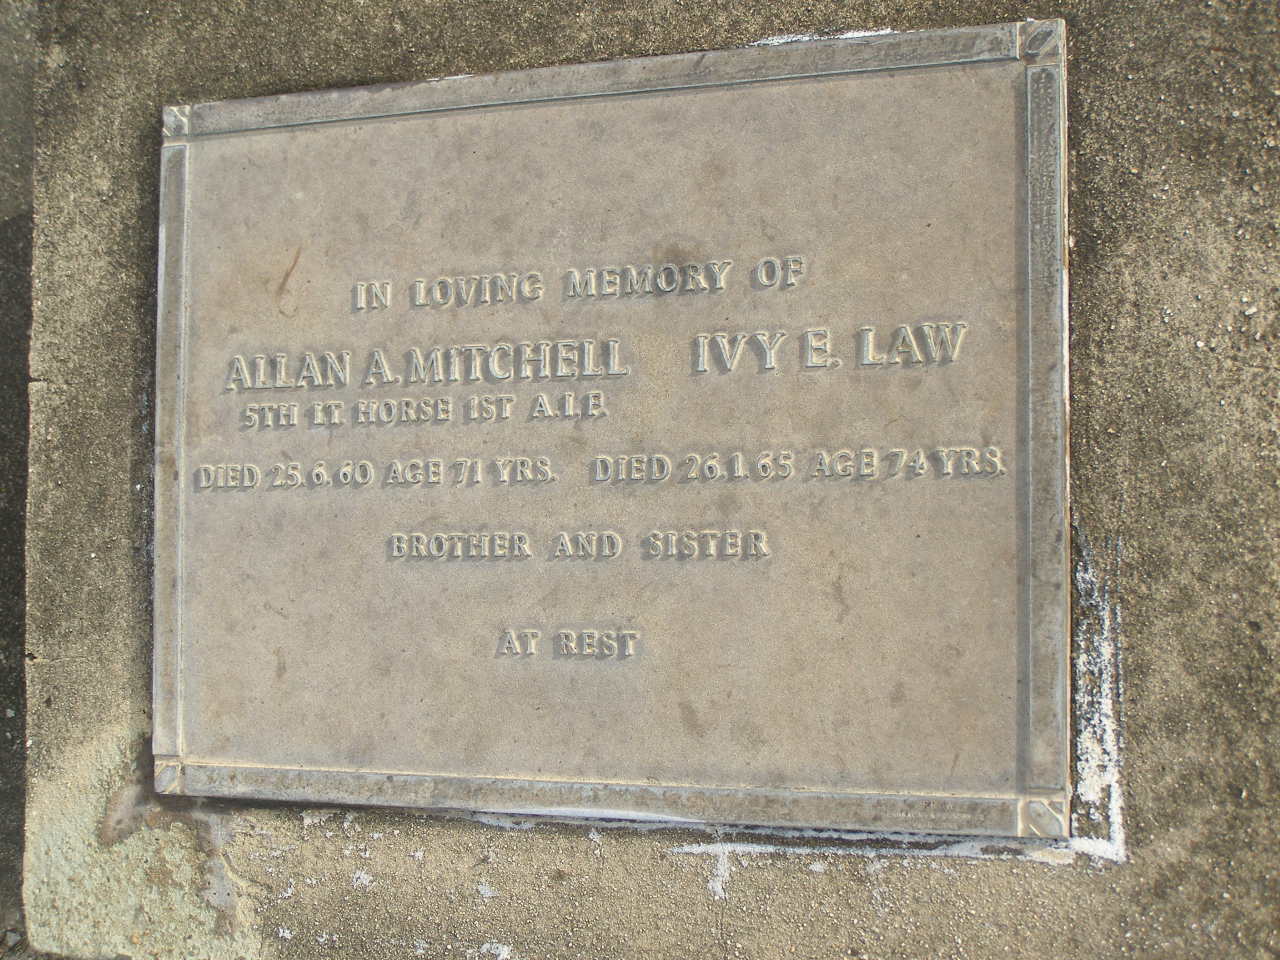 IN LOVING MEMORY OF
ALLAN A. MITCHELL IVY E. LAW
5TH LT HORSE 1ST A.I.F.
DIED 25.6.60 AGE 71 YRS. DIED 26.1.65 AGE 74 YRS.
BROTHER AND SISTER
AT REST